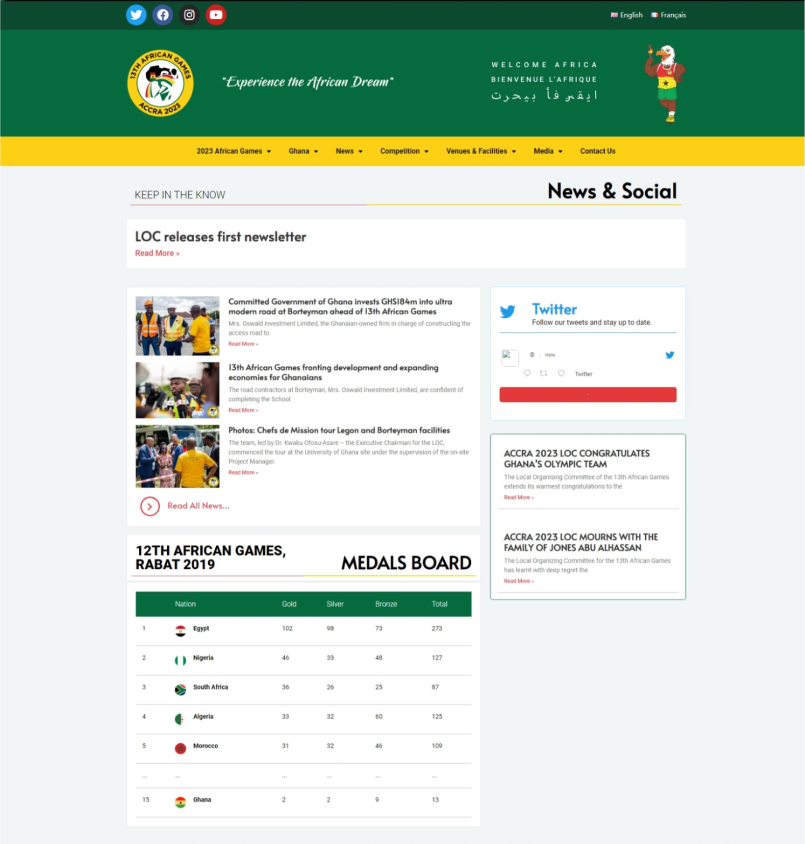 English Français
13TH AFRICAN GAMES
ACCRA 2023
"Experience the African Dream"
WELCOME AFRICA
BIENVENUE L'AFRIQUE
ايقرفأ بيحرت
2023 African Games Ghana News Competition Venues & Facilities Media Contact Us
KEEP IN THE KNOW
News & Social
LOC releases first newsletter
Read More »
Committed Government of Ghana invests GHS184m into ultra
modern road at Borteyman ahead of 13th African Games
Mrs. Oswald Investment Limited, the Ghanaian-owned firm in charge of constructing the
access road to
Read More »
13th African Games fronting development and expanding
economies for Ghanaians
The road contractors at Borteyman, Mrs. Oswald Investment Limited, are confident of
completing the School
Read More »
Photos: Chefs de Mission tour Legon and Borteyman facilities
The team, led by Dr. Kwaku Ofosu-Asare – the Executive Chairman for the LOC,
commenced the tour at the University of Ghana site under the supervision of the on-site
Project Manager.
Read More »
Read All News...
Twitter
Follow our tweets and stay up to date.
@ · now
Twitter
ACCRA 2023 LOC CONGRATULATES
GHANA'S OLYMPIC TEAM
The Local Organising Committee of the 13th African Games
extends its warmest congratulations to the
Read More »
ACCRA 2023 LOC MOURNS WITH THE
FAMILY OF JONES ABU ALHASSAN
The Local Organizing Committee for the 13th African Games
has learnt with deep regret the
Read More »
12TH AFRICAN GAMES,
RABAT 2019
MEDALS BOARD
Nation Gold Silver Bronze Total
1 Egypt 102 98 73 273
2 Nigeria 46 33 48 127
3 South Africa 36 26 25 87
4 Algeria 33 32 60 125
5 Morocco 31 32 46 109
... ... ... ... ... ...
15 Ghana 2 2 9 13